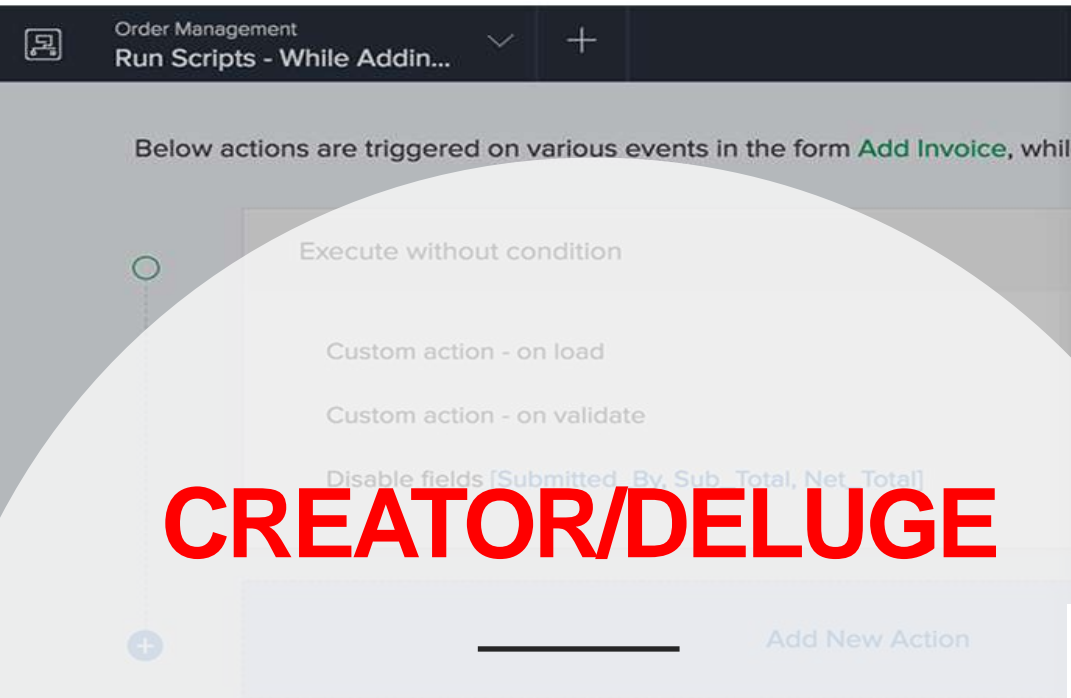 Order Management
Run Scripts - While Addin...
Below actions are triggered on various events in the form Add Invoice, whil
Execute without condition
Custom action - on load
Custom action - on validate
Disable fields [Submitted_By, Sub_Total, Net_Total]
CREATOR/DELUGE
Add New Action